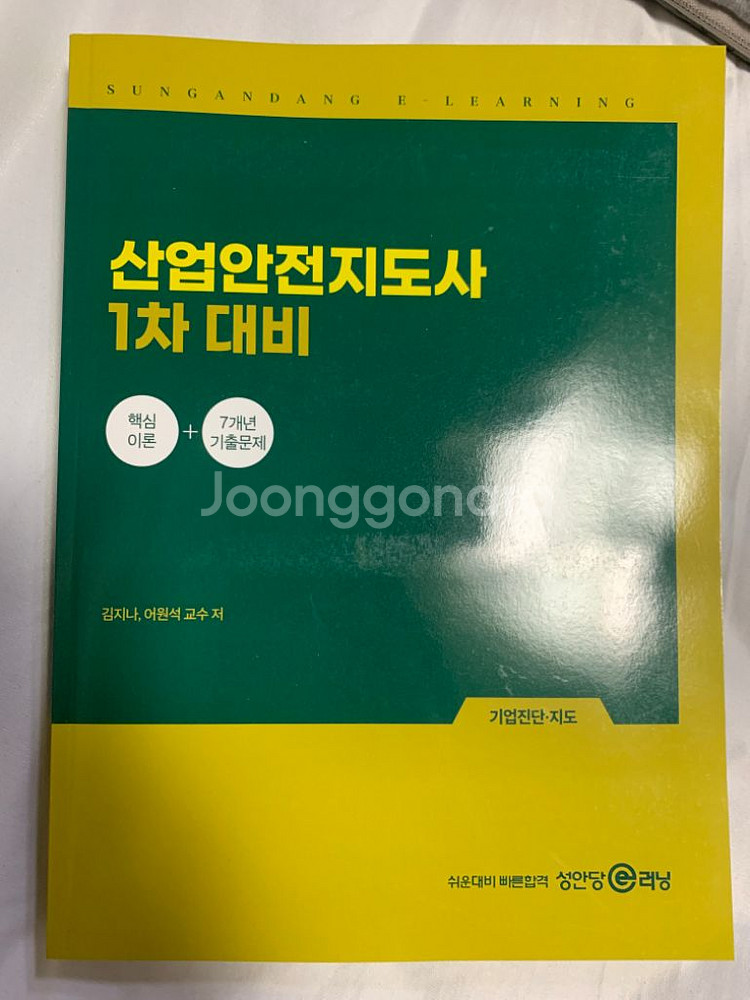 SUNGANDANG E-LEARNING
산업안전지도사
1차 대비
핵심
이론
+
7개년
기출문제
Joonggonara
김지나, 어원석 교수 저
기업진단·지도
쉬운대비 빠른합격 성안당 e러닝